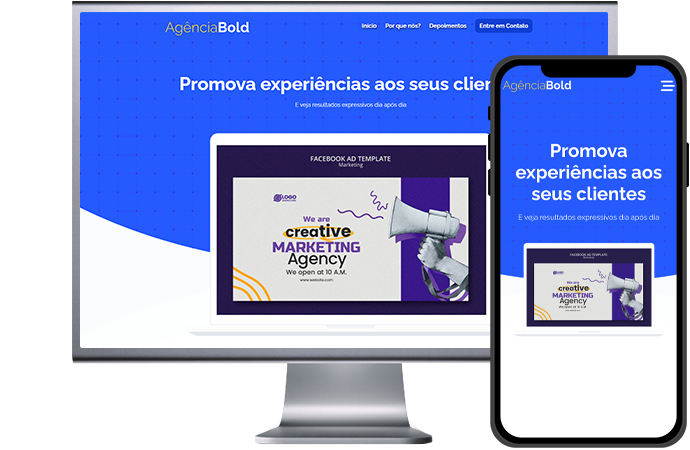 AgênciaBold
Início Por que nós? Depoimentos Entre em Contato
Promova experiências aos seus clien
E veja resultados expressivos dia após dia
FACEBOOK AD TEMPLATE
Marketing
LOGO
We are
creative
MARKETING
Agency
We open at 10 A.M.
www.website.com
AgênciaBold
Promova
experiências aos
seus clientes
E veja resultados expressivos dia após dia
FACEBOOK AD TEMPLATE
Marketing
LOGO
We are
creative
MARKETING
Agency
We open at 10 A.M.